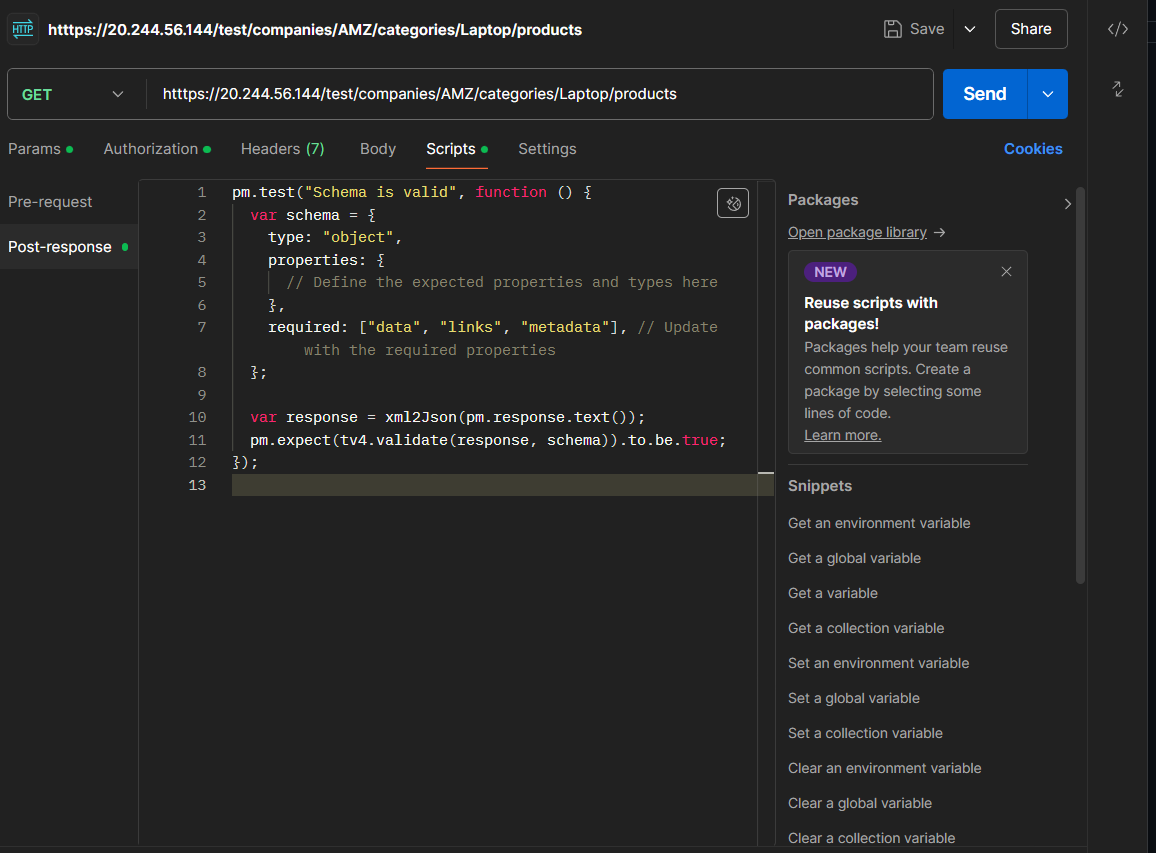 HTTP
htttps://20.244.56.144/test/companies/AMZ/categories/Laptop/products
Save
Share
</>
GET
htttps://20.244.56.144/test/companies/AMZ/categories/Laptop/products
Send
Params
Authorization
Headers (7)
Body
Scripts
Settings
Cookies
Pre-request
Post-response
1 pm.test("Schema is valid", function () {
2 var schema = {
3 type: "object",
4 properties: {
5 // Define the expected properties and types here
6 },
7 required: ["data", "links", "metadata"], // Update
with the required properties
8 };
9
10 var response = xml2Json(pm.response.text());
11 pm.expect(tv4.validate(response, schema)).to.be.true;
12 });
13
Packages
Open package library →
NEW
Reuse scripts with
packages!
Packages help your team reuse
common scripts. Create a
package by selecting some
lines of code.
Learn more.
Snippets
Get an environment variable
Get a global variable
Get a variable
Get a collection variable
Set an environment variable
Set a global variable
Set a collection variable
Clear an environment variable
Clear a global variable
Clear a collection variable